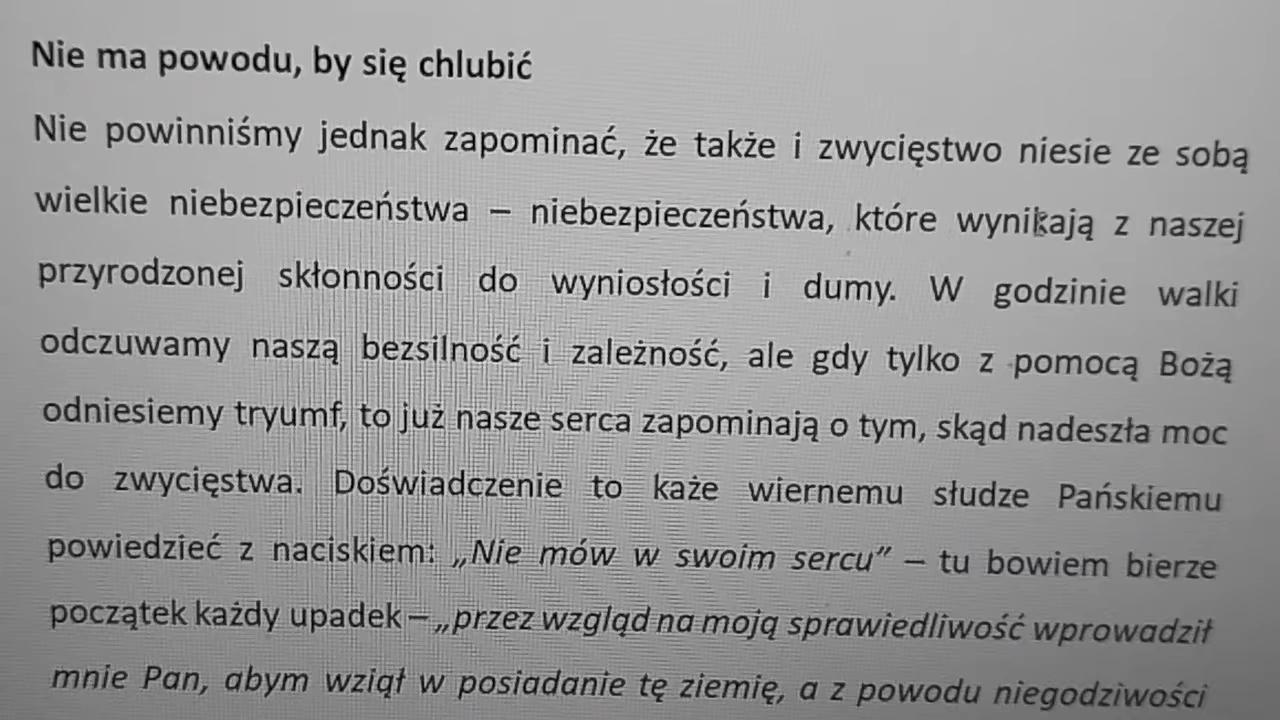 Nie ma powodu, by się chlubić
Nie powinniśmy jednak zapominać, że także i zwycięstwo niesie ze sobą
wielkie niebezpieczeństwa – niebezpieczeństwa, które wynikają z naszej
przyrodzonej skłonności do wyniosłości i dumy. W godzinie walki
odczuwamy naszą bezsilność i zależność, ale gdy tylko z pomocą Bożą
odniesiemy tryumf, to już nasze serca zapominają o tym, skąd nadeszła moc
do zwycięstwa. Doświadczenie to każe wiernemu słudze Pańskiemu
powiedzieć z naciskiem: „Nie mów w swoim sercu” – tu bowiem bierze
początek każdy upadek – „przez wzgląd na moją sprawiedliwość wprowadził
mnie Pan, abym wziął w posiadanie tę ziemię, a z powodu niegodziwości